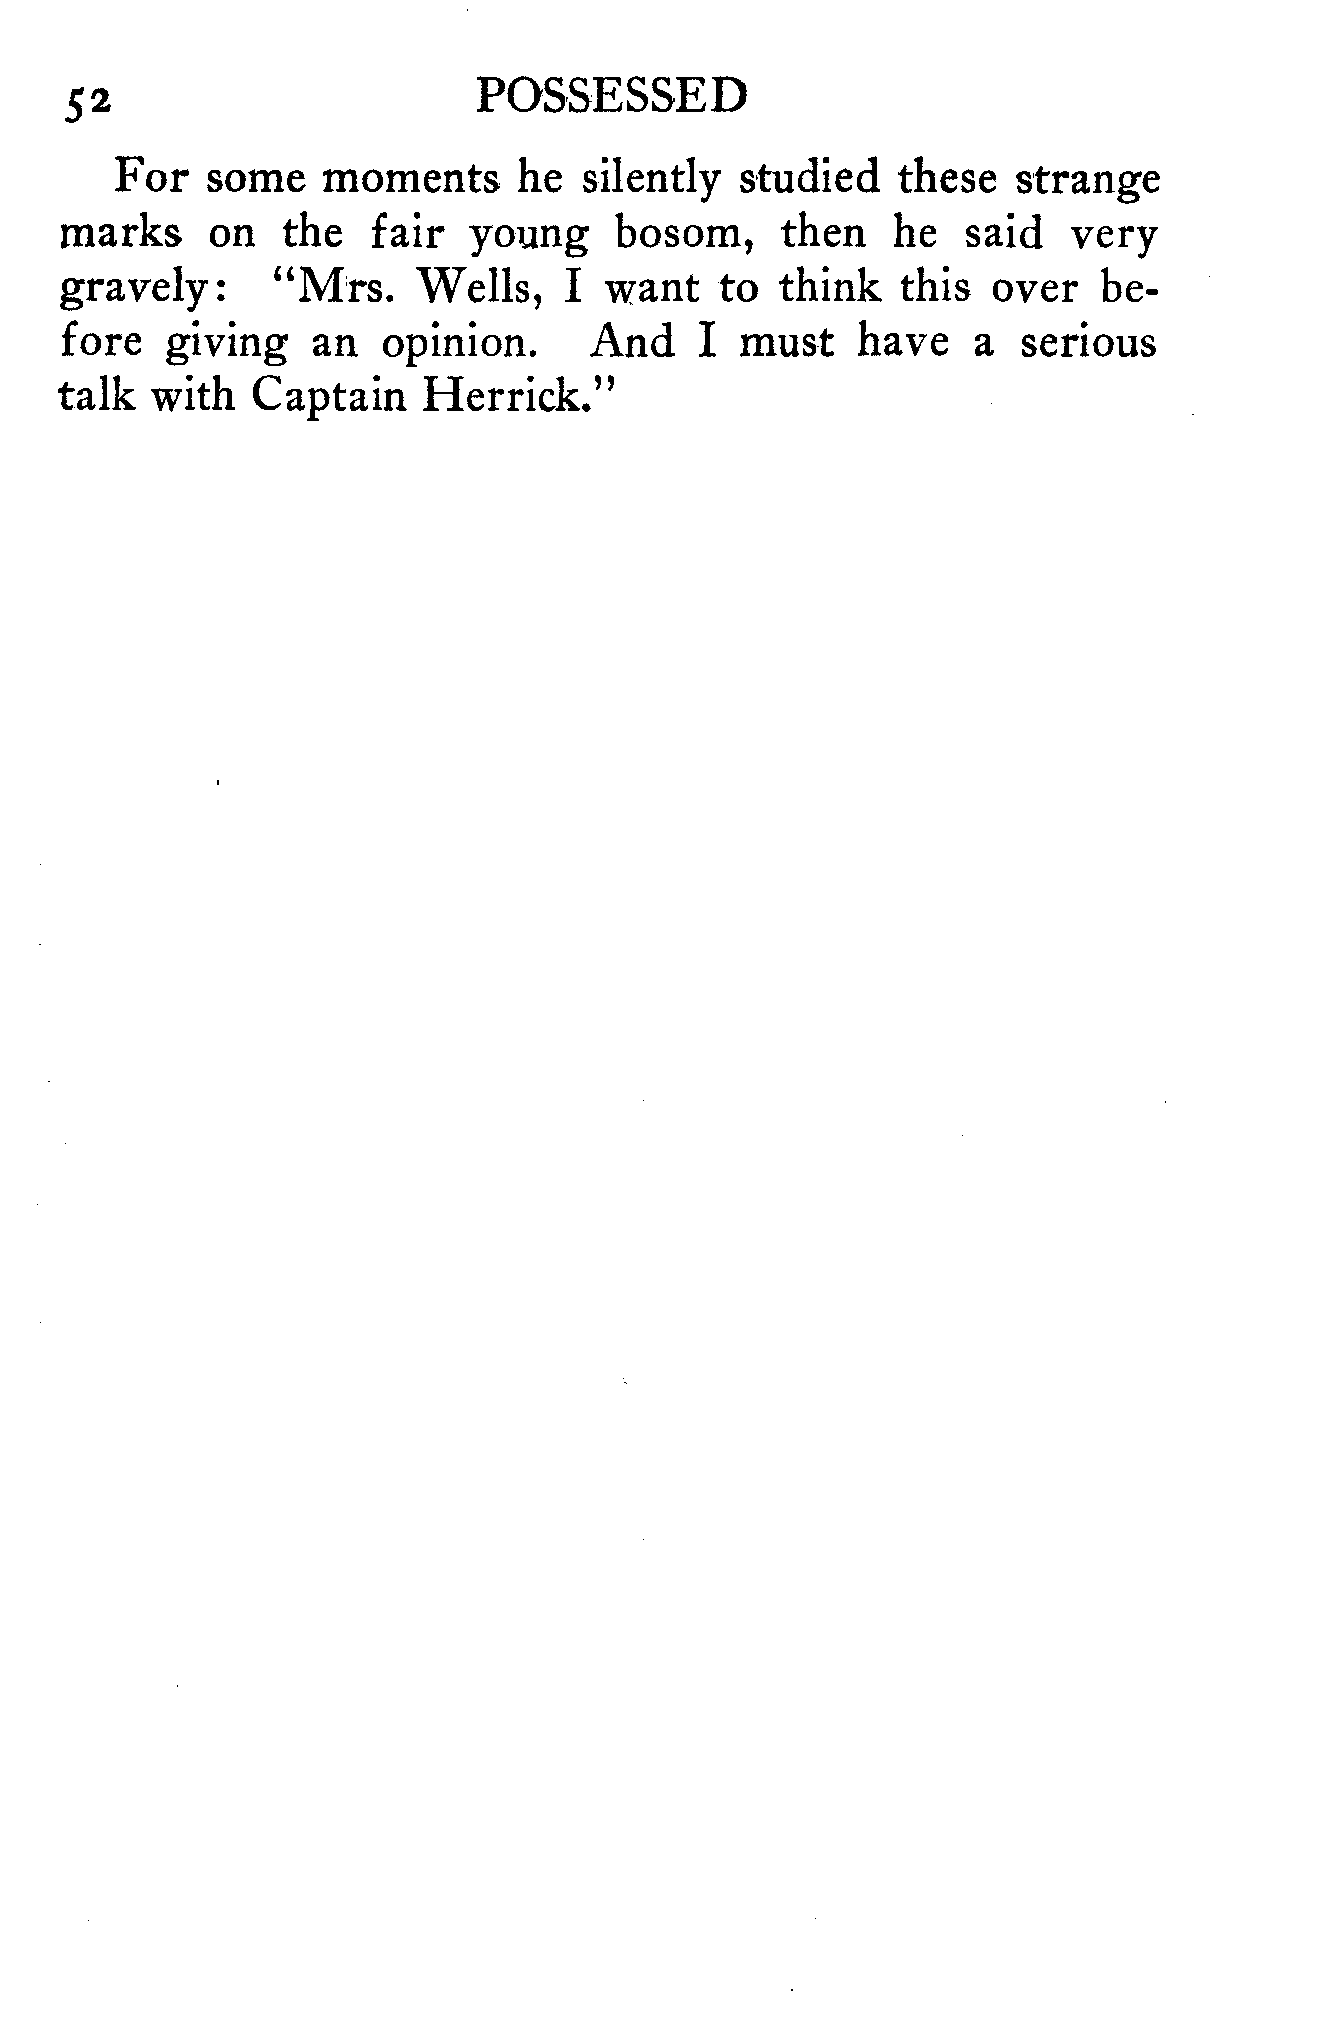 52 POSSESSED
For some moments he silently studied these strange
marks on the fair young bosom, then he said very
gravely: “Mrs. Wells, I want to think this over be-
fore giving an opinion. And I must have a serious
talk with Captain Herrick.”